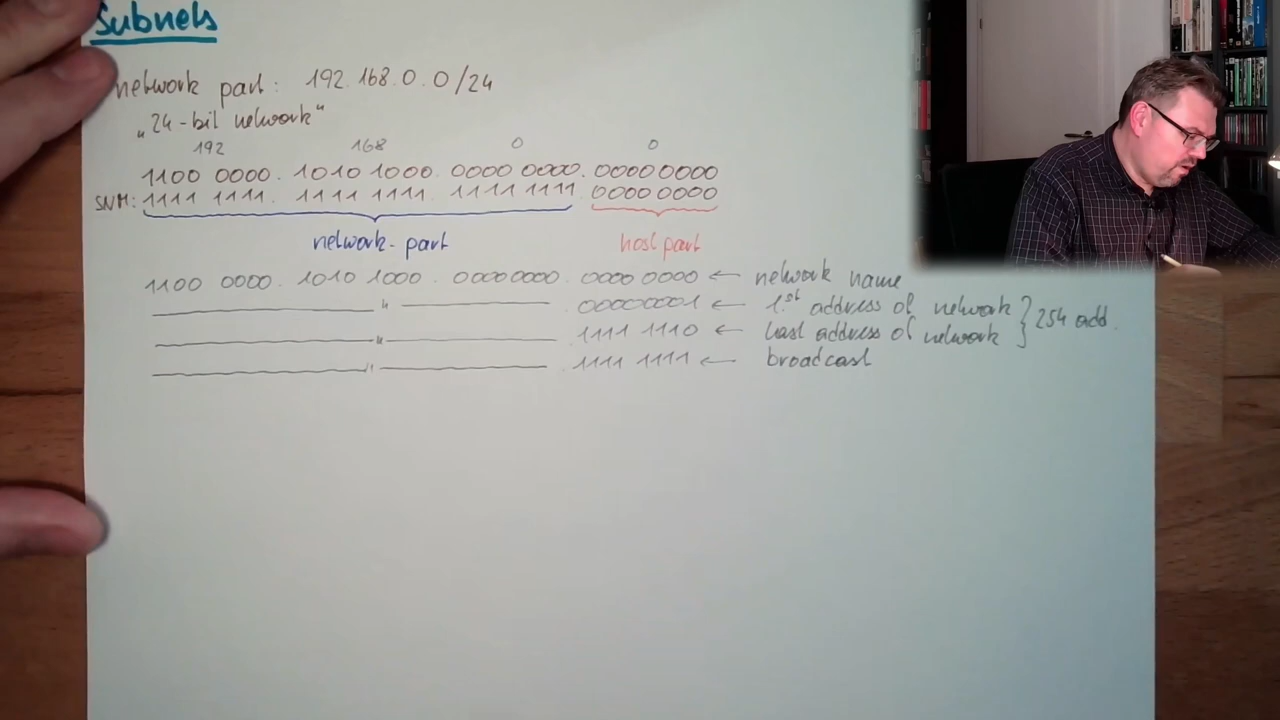 Subnets
network part: 192.168.0.0/24
„24-bit network“
192 168 0 0
1100 0000. 1010 1000. 0000 0000. 0000 0000
SNM: 1111 1111. 1111 1111. 1111 1111 0000 0000
network-part host part
1100 0000. 1010 1000. 0000 0000. 0000 0000 ← network name
—— " —— 0000 0001 ← 1.st address of network } 254 add.
—— " —— 1111 1110 ← last address of network
—— " —— 1111 1111 ← broadcast